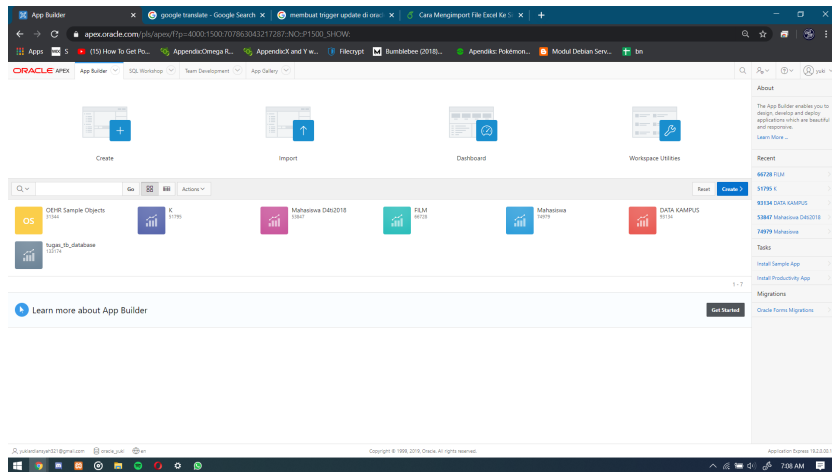 App Builder
google translate - Google Search
membuat trigger update di orac
Cara Mengimport File Excel Ke S
apex.oracle.com/pls/apex/f?p=4000:1500:707863043217287::NO::P1500_SHOW:
Apps
S
(15) How To Get Po...
Appendix:Omega R...
Appendix:X and Y w...
Filecrypt
Bumblebee (2018)...
Apendiks: Pokémon...
Modul Debian Serv...
bn
ORACLE APEX
App Builder
SQL Workshop
Team Development
App Gallery
yuki
Create
Import
Dashboard
Workspace Utilities
Go
Actions
Reset
Create
OS
OEHR Sample Objects
31344
K
51795
Mahasiswa D4ti2018
53847
FILM
66728
Mahasiswa
74979
DATA KAMPUS
93134
tugas_tb_database
1 - 7
Learn more about App Builder
Get Started
About
The App Builder enables you to
design, develop and deploy
applications which are beautiful
and responsive.
Learn More ...
Recent
66728 FILM
51795 K
93134 DATA KAMPUS
53847 Mahasiswa D4ti2018
74979 Mahasiswa
Tasks
Install Sample App
Install Productivity App
Migrations
Oracle Forms Migrations
oracle_yuki
en
Copyright © 1999, 2019, Oracle. All rights reserved.
7:08 AM